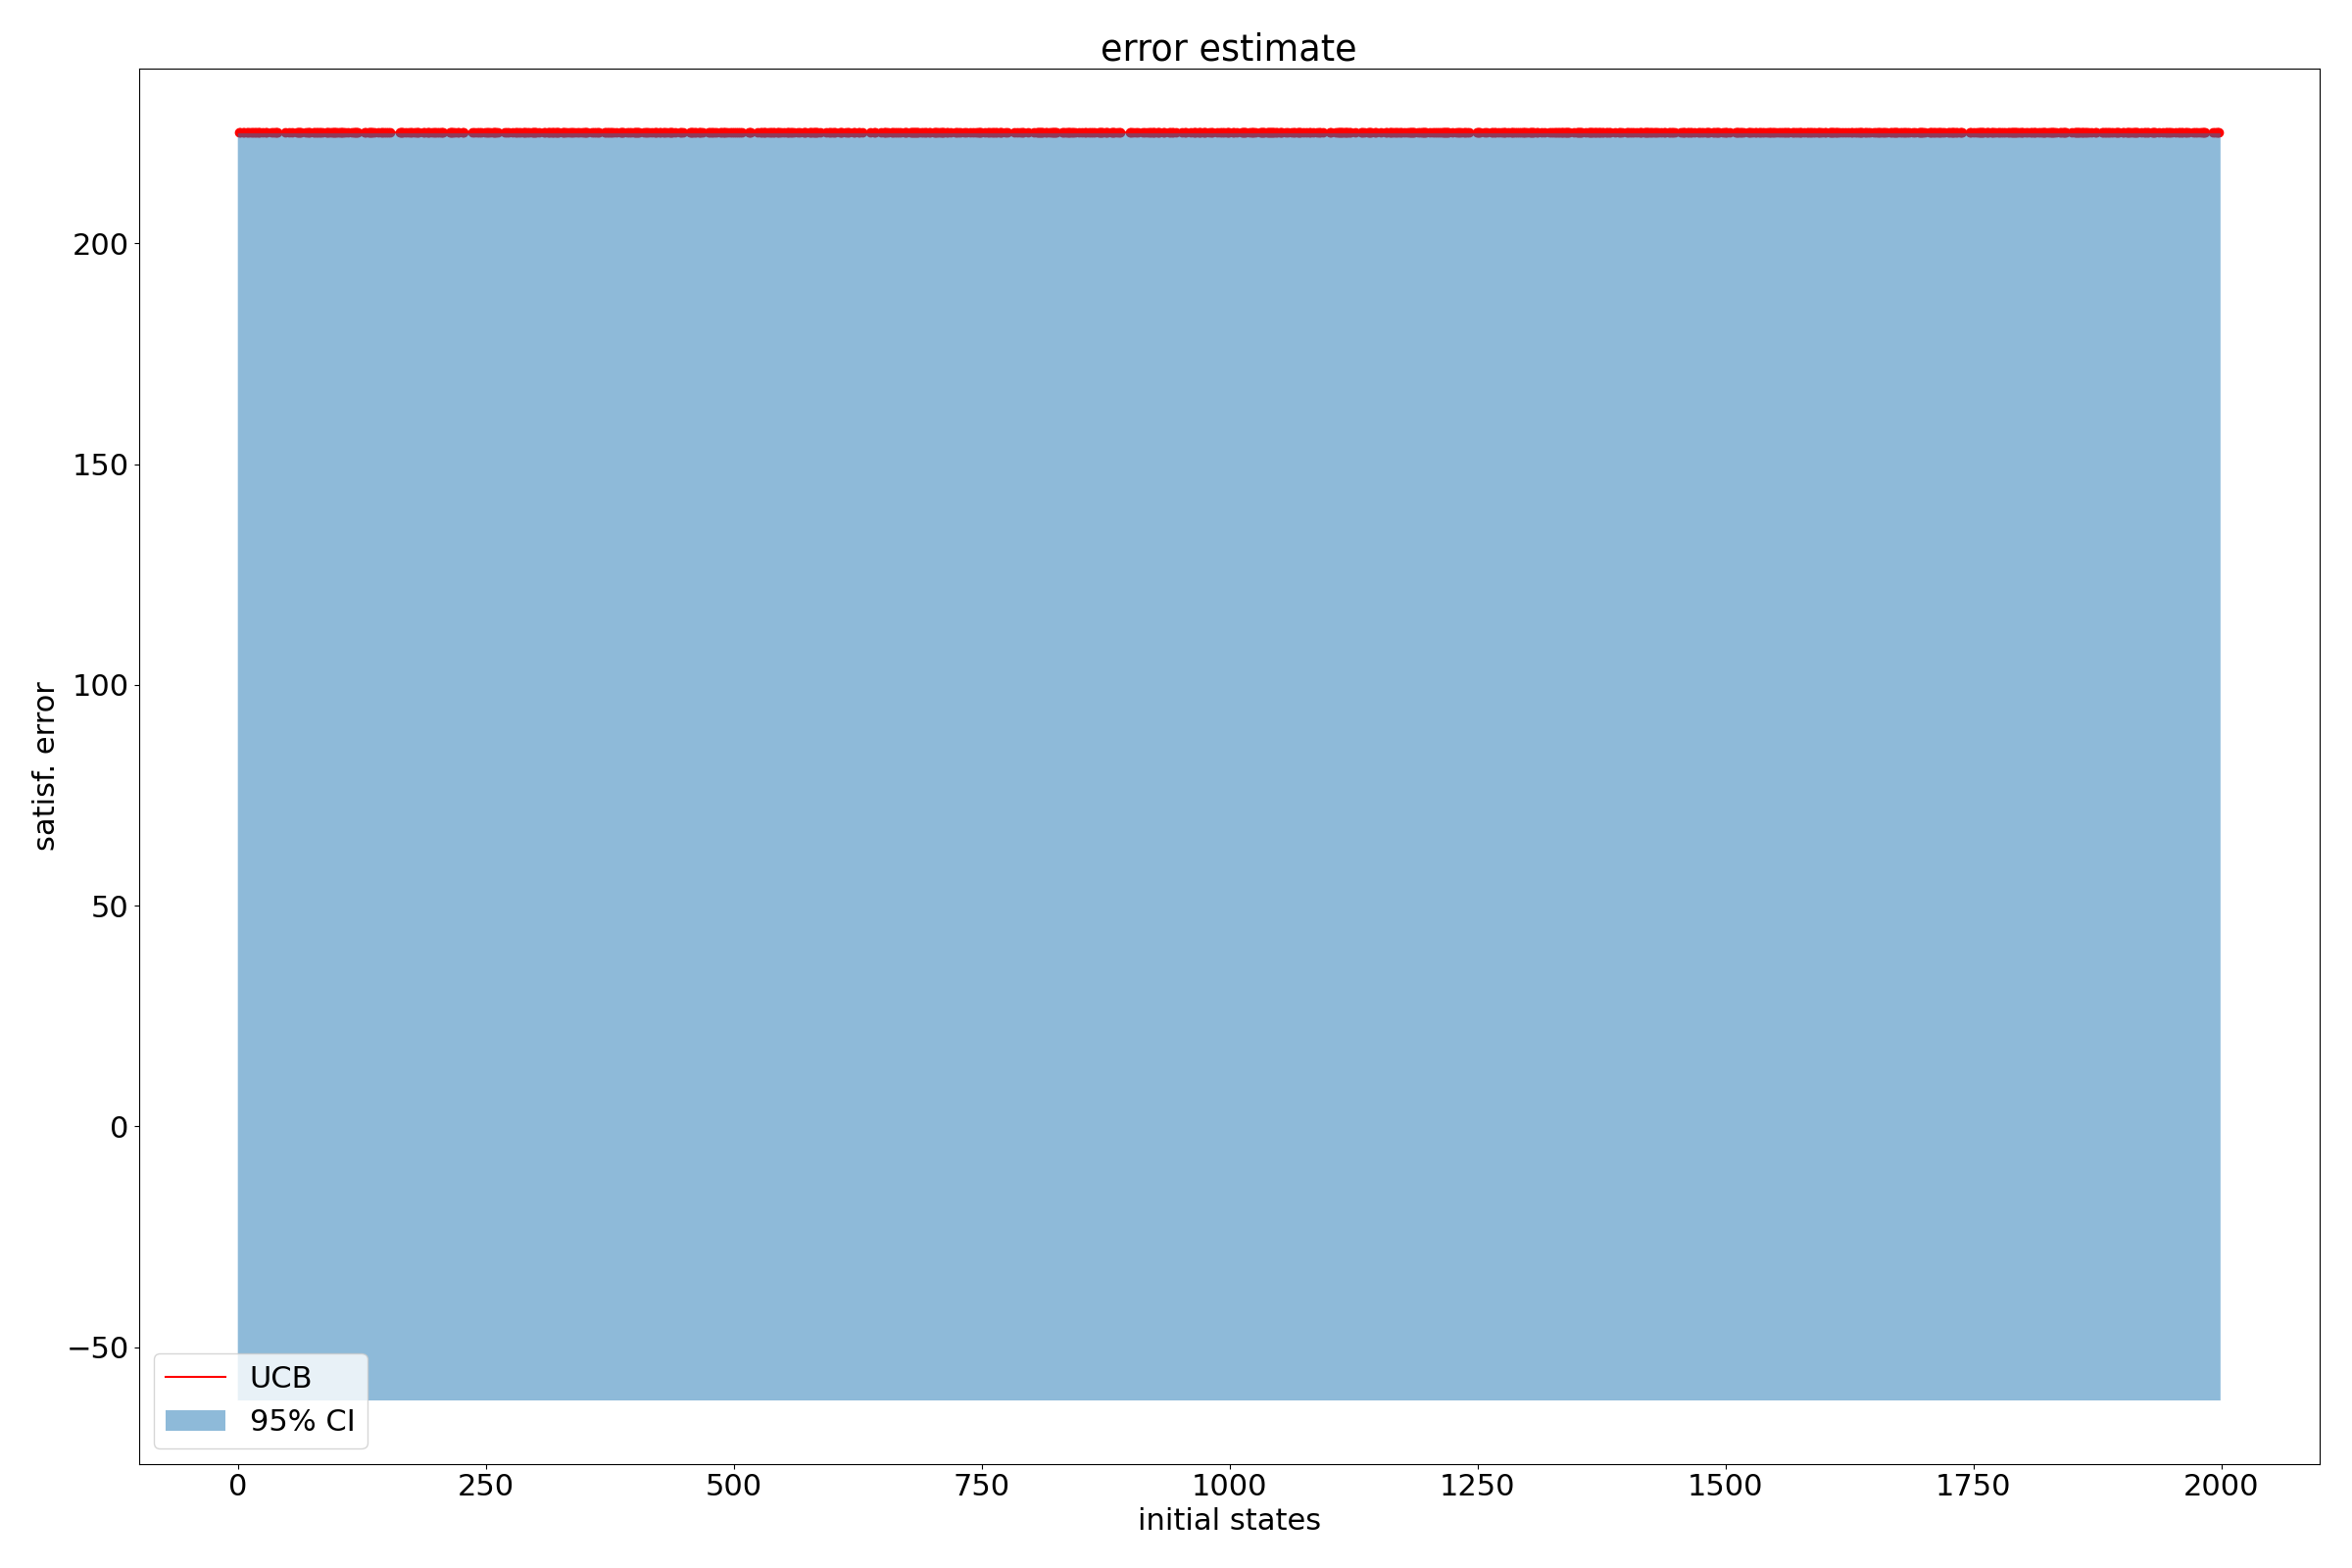 error estimate
satisf. error
200
150
100
50
0
−50
UCB
95% CI
0 250 500 750 1000 1250 1500 1750 2000
initial states